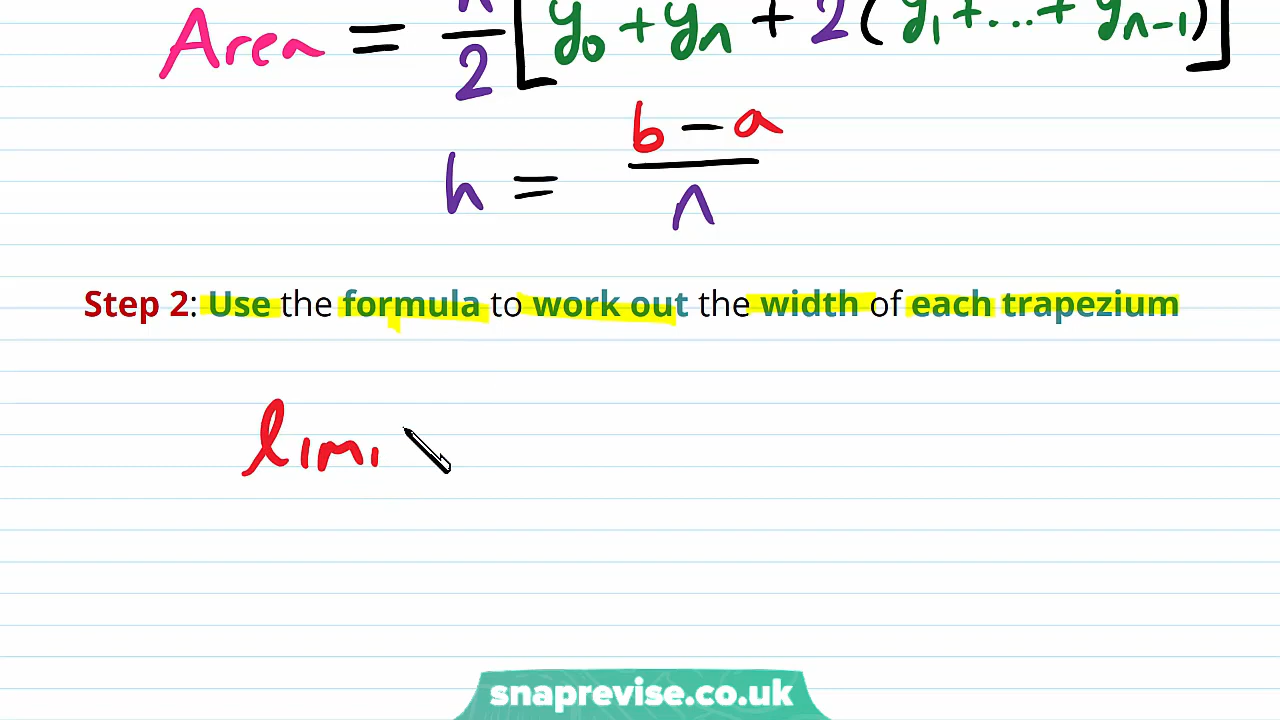 Area = h/2 [y₀ + yₙ + 2(y₁ + ... + yₙ₋₁)]
h = b - a / n
Step 2: Use the formula to work out the width of each trapezium
limi
snaprevise.co.uk